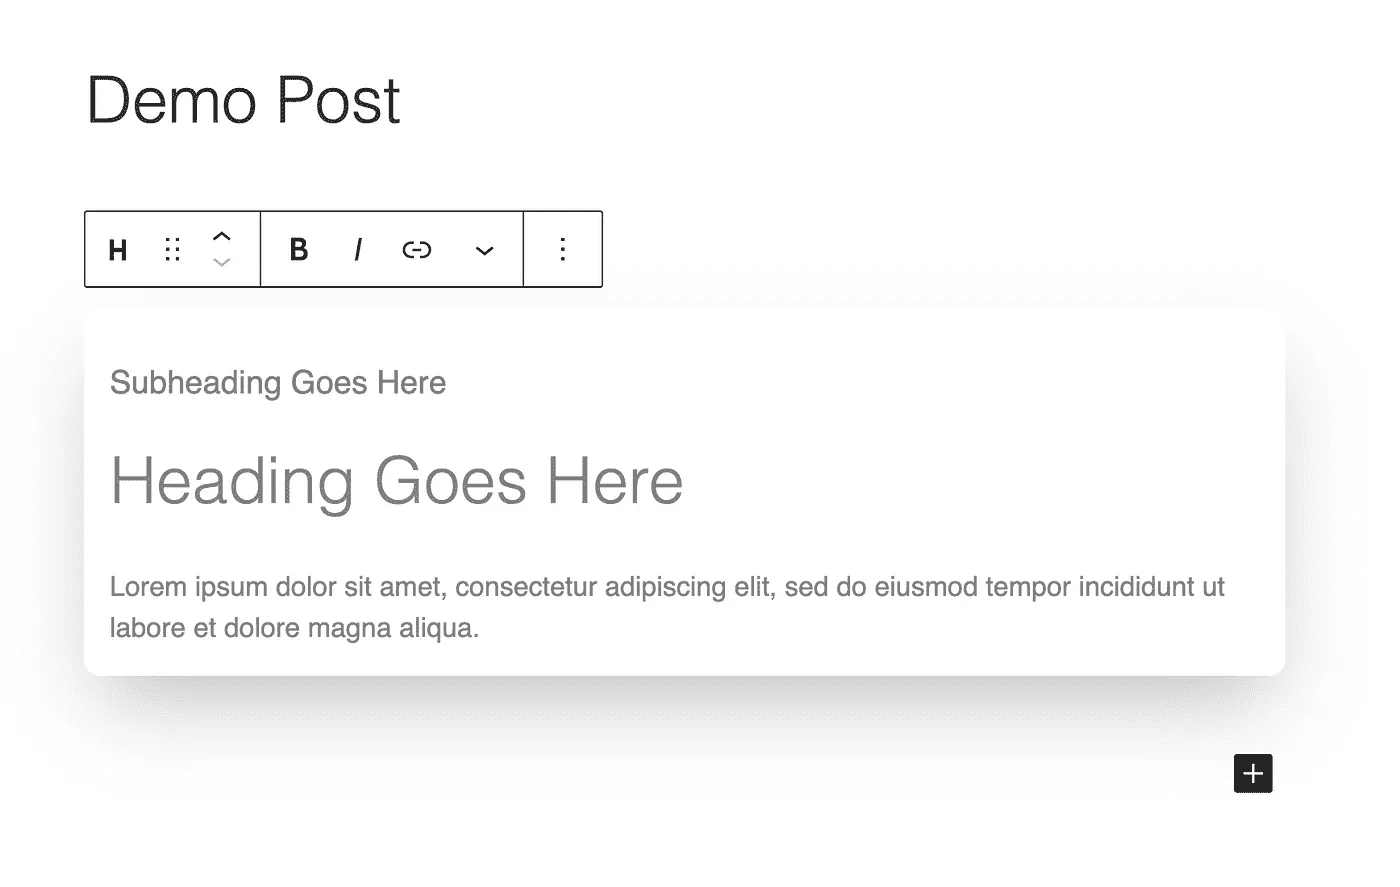 Demo Post
H B I
Subheading Goes Here
Heading Goes Here
Lorem ipsum dolor sit amet, consectetur adipiscing elit, sed do eiusmod tempor incididunt ut
labore et dolore magna aliqua.